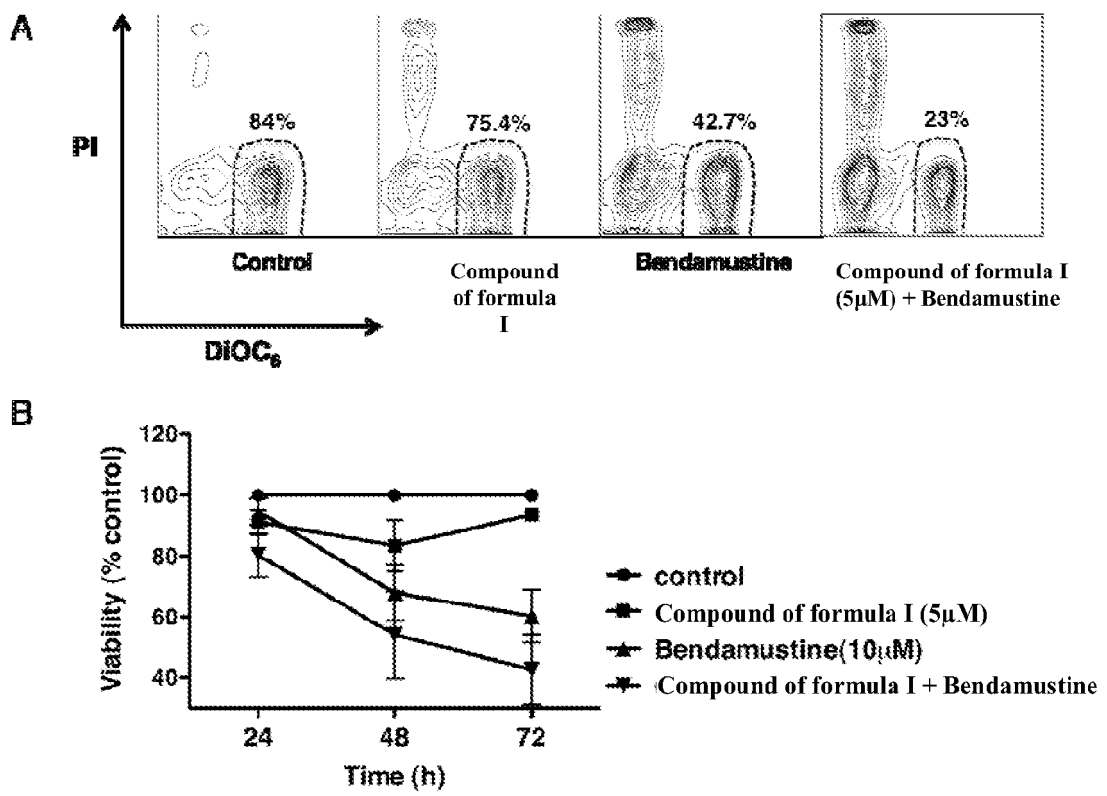 A
PI
84%
75.4%
42.7%
23%
Control
Compound
of formula
I
Bendamustine
Compound of formula I
(5μM) + Bendamustine
DiOC6
B
Viability (% control)
120
100
80
60
40
24
48
72
Time (h)
control
Compound of formula I (5μM)
Bendamustine(10μM)
Compound of formula I + Bendamustine